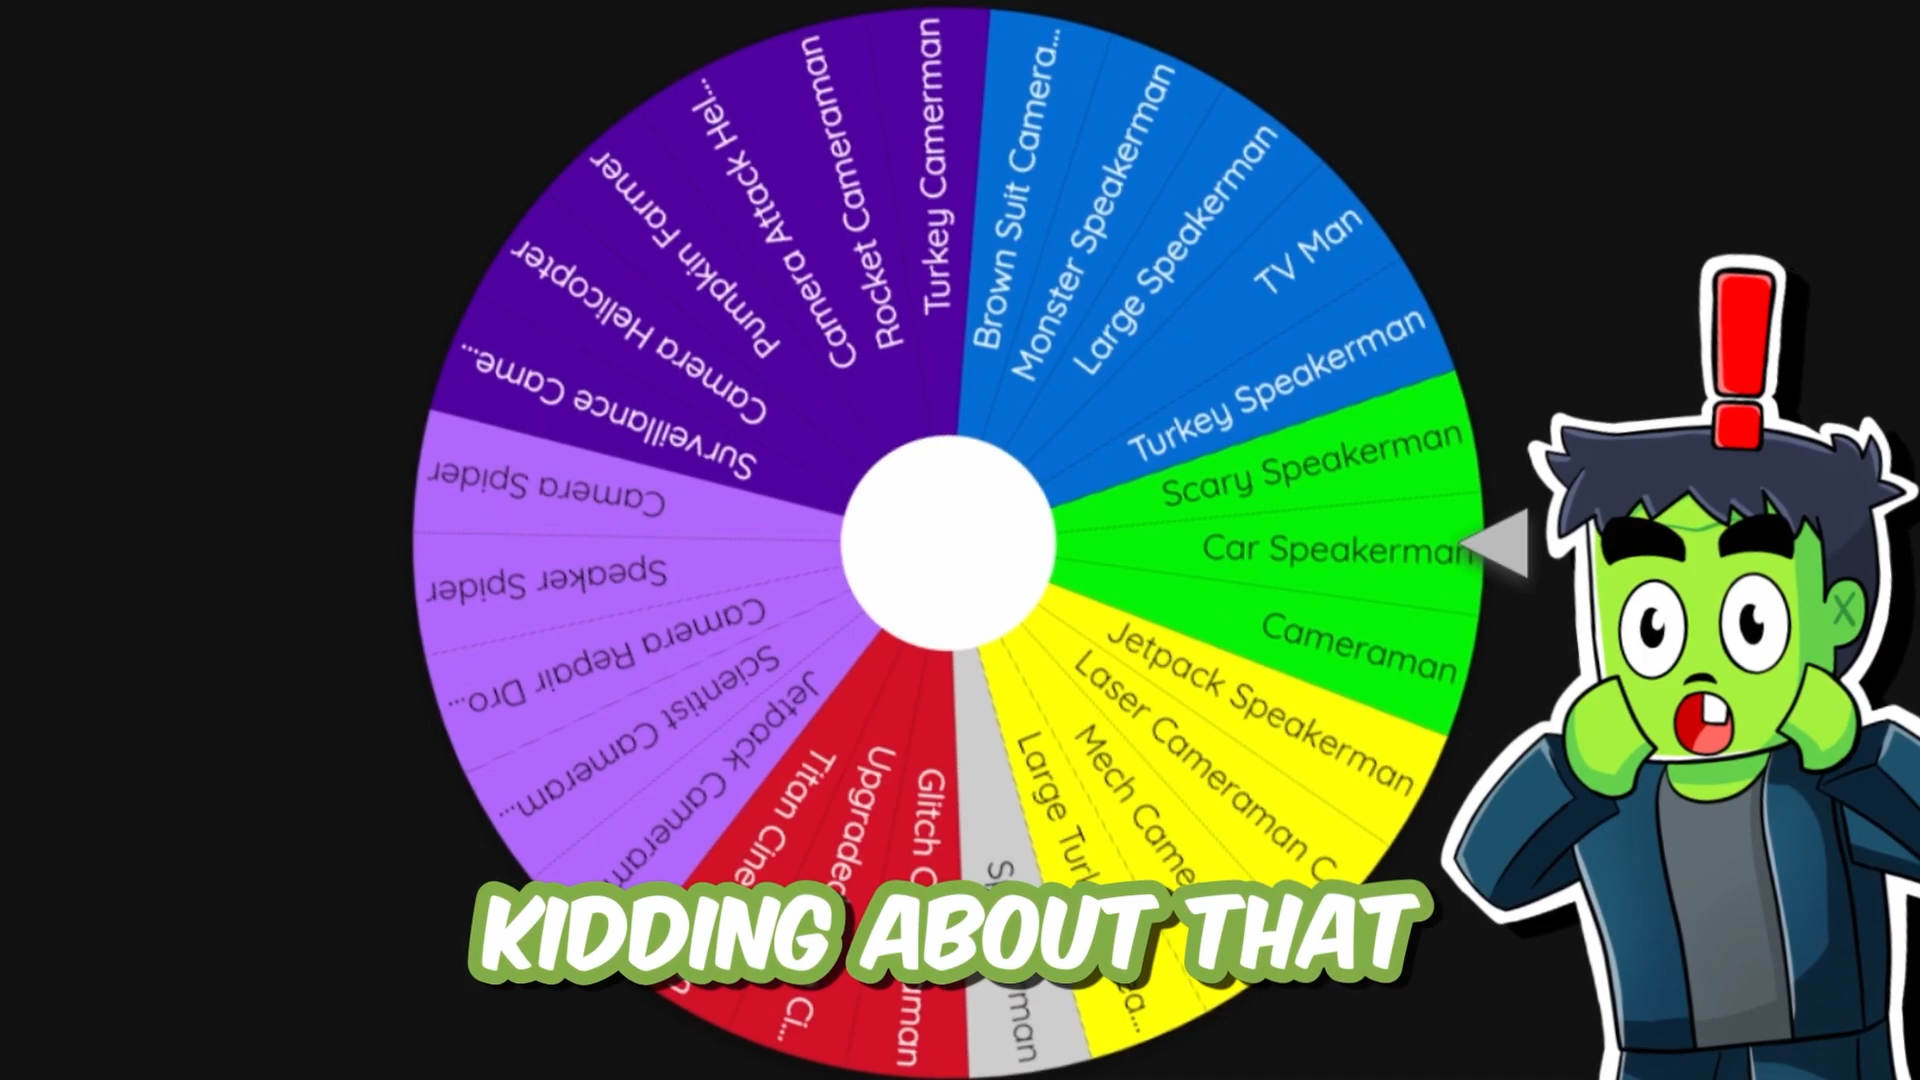 Turkey Camerman
Brown Suit Camera...
Monster Speakerman
Large Speakerman
TV Man
Turkey Speakerman
Scary Speakerman
Car Speakerman
Cameraman
Jetpack Speakerman
Laser Cameraman C
Mech Came
Large Turk
Glitch C
Upgraded Ci...
Titan Cine
Jetpack Cameram
Scientist Cameram...
Camera Repair Dro...
Speaker Spider
Camera Spider
Surveillance Came...
Camera Helicopter
Pumpkin Farmer
Camera Attack Hel...
Rocket Cameraman
KIDDING ABOUT THAT